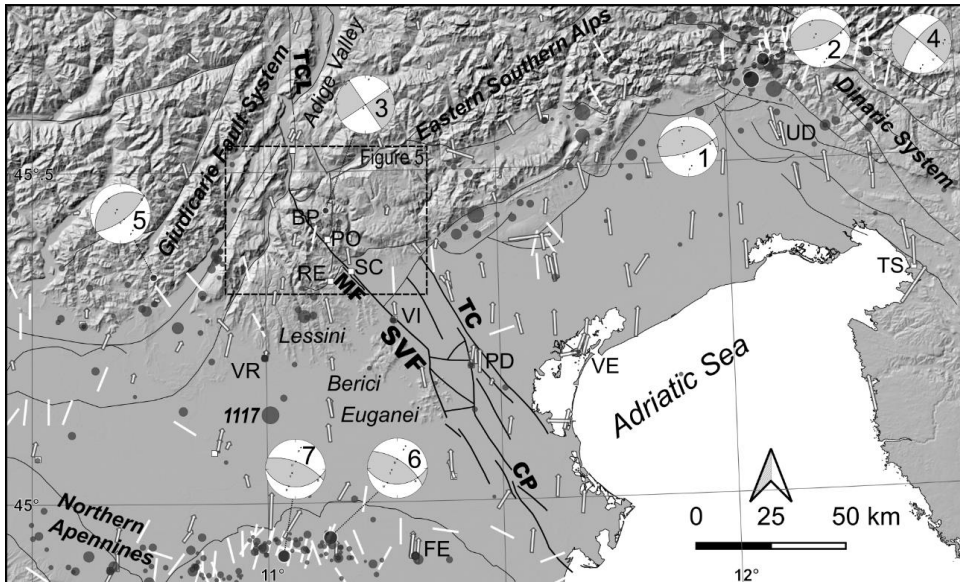 TCL
Adige Valley
Giudicarie Fault System
Eastern Southern Alps
Dinaric System
2
4
3
1
5
Figure 5
UD
45°.5
BP
PO
RE
SC
MF
TS
VI
TC
Lessini
SVF
VR
PD
VE
Berici
Adriatic Sea
1117
Euganei
7
6
CP
45°
Northern
Apennines
0 25 50 km
FE
11°
12°